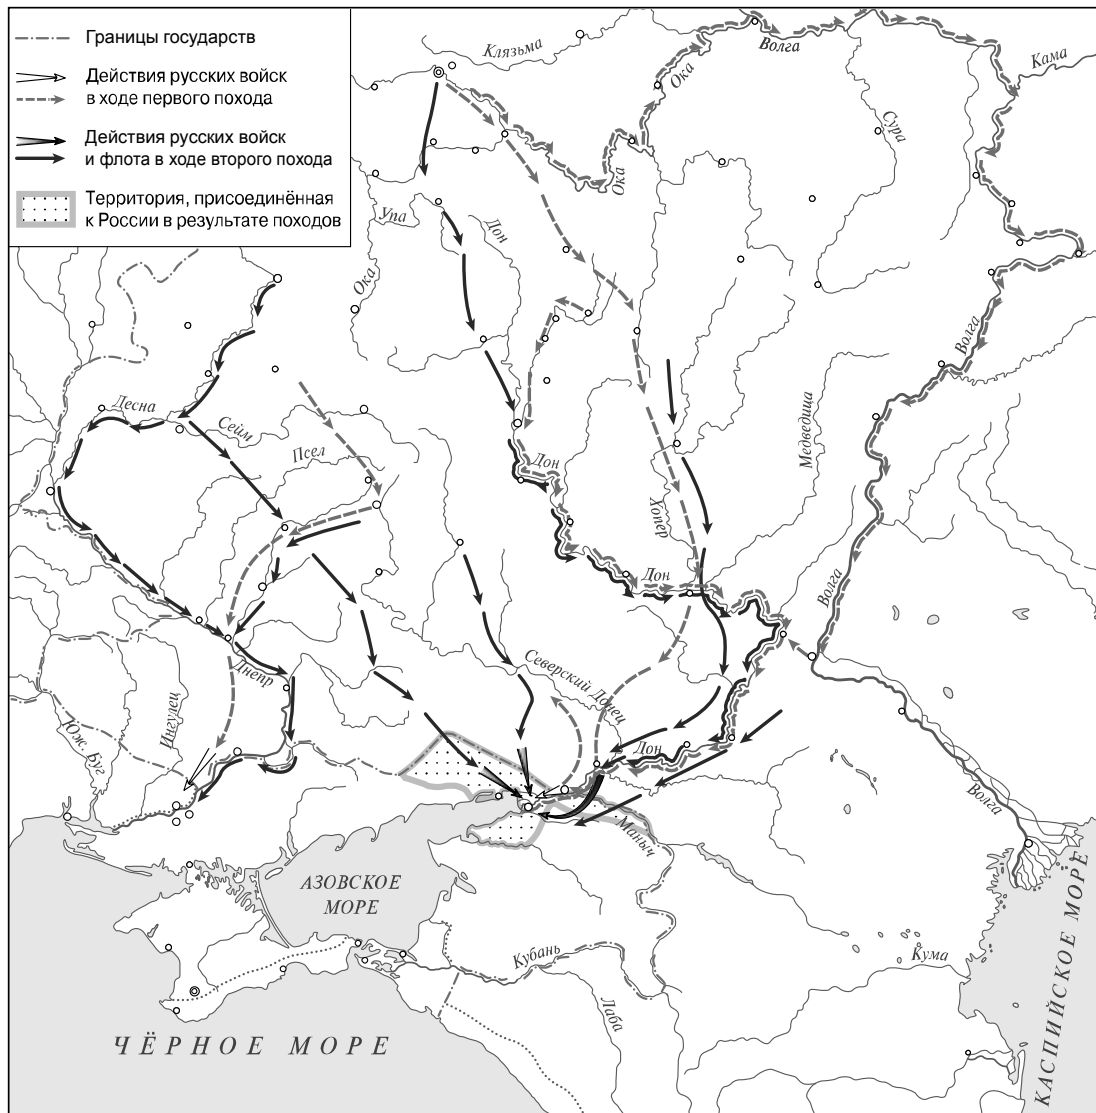 Границы государств
Действия русских войск
в ходе первого похода
Действия русских войск
и флота в ходе второго похода
Территория, присоединённая
к России в результате походов
Клязьма
Волга
Ока
Кама
Сура
Ока
Упа
Дон
Ока
Волга
Десна
Сейм
Псел
Медведица
Дон
Хопер
Дон
Волга
Северский Донец
Днепр
Ингулец
Юж. Буг
Дон
Волга
Маныч
АЗОВСКОЕ
МОРЕ
Кубань
Кума
Лаба
ЧЁРНОЕ МОРЕ
КАСПИЙСКОЕ МОРЕ